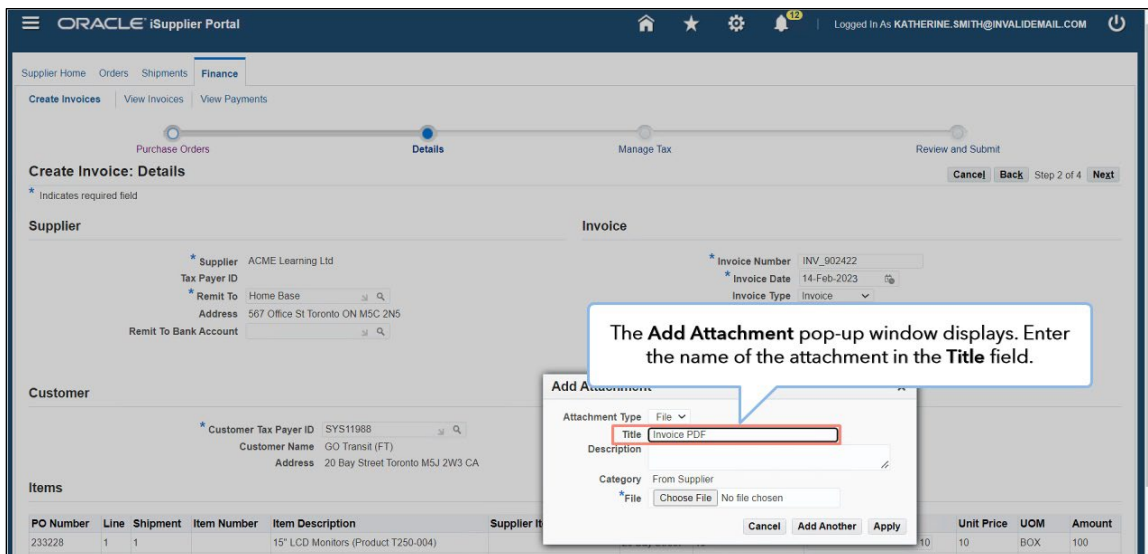 ORACLE iSupplier Portal
12
Logged In As KATHERINE.SMITH@INVALIDEMAIL.COM
Supplier Home Orders Shipments Finance
Create Invoices View Invoices View Payments
Purchase Orders Details Manage Tax Review and Submit
Create Invoice: Details
Cancel Back Step 2 of 4 Next
* Indicates required field
Supplier
Invoice
* Supplier ACME Learning Ltd
Tax Payer ID
* Remit To Home Base
Address 567 Office St Toronto ON M5C 2N5
Remit To Bank Account
* Invoice Number INV_902422
* Invoice Date 14-Feb-2023
Invoice Type Invoice
The Add Attachment pop-up window displays. Enter
the name of the attachment in the Title field.
Customer
* Customer Tax Payer ID SYS11988
Customer Name GO Transit (FT)
Address 20 Bay Street Toronto M5J 2W3 CA
Add Attachment
Attachment Type File
Title Invoice PDF
Description
Category From Supplier
*File Choose File No file chosen
Cancel Add Another Apply
Items
PO Number Line Shipment Item Number Item Description Supplier Unit Price UOM Amount
233228 1 1 15" LCD Monitors (Product T250-004) 10 10 BOX 100